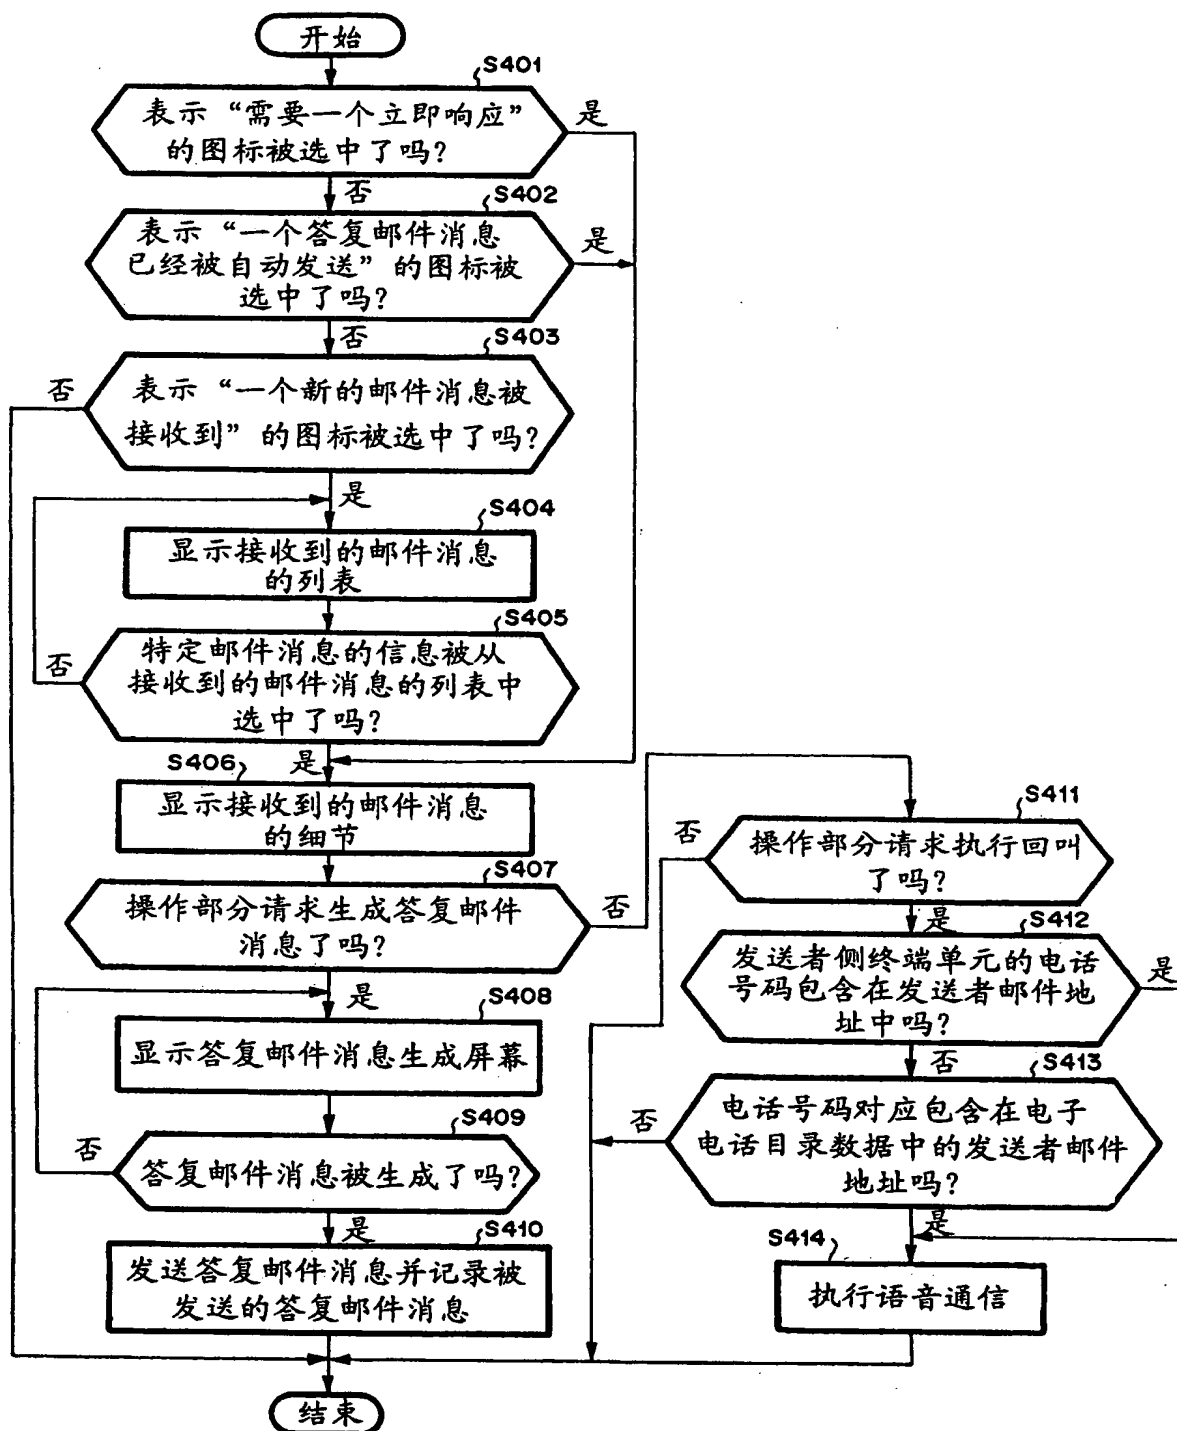 开始
S401
表示“需要一个立即响应”
的图标被选中了吗?
是
否
S402
表示“一个答复邮件消息
已经被自动发送”的图标被
选中了吗?
是
否
S403
否
表示“一个新的邮件消息被
接收到”的图标被选中了吗?
是
S404
显示接收到的邮件消息
的列表
S405
否
特定邮件消息的信息被从
接收到的邮件消息的列表中
选中了吗?
S406
是
显示接收到的邮件消息
的细节
S407
操作部分请求生成答复邮件
消息了吗?
否
是
S408
显示答复邮件消息生成屏幕
S409
否
答复邮件消息被生成了吗?
是
S410
发送答复邮件消息并记录被
发送的答复邮件消息
S411
否
操作部分请求执行回叫
了吗?
是
S412
发送者侧终端单元的电话
号码包含在发送者邮件地
址中吗?
是
否
S413
否
电话号码对应包含在电子
电话目录数据中的发送者邮件
地址吗?
是
S414
执行语音通信
结束